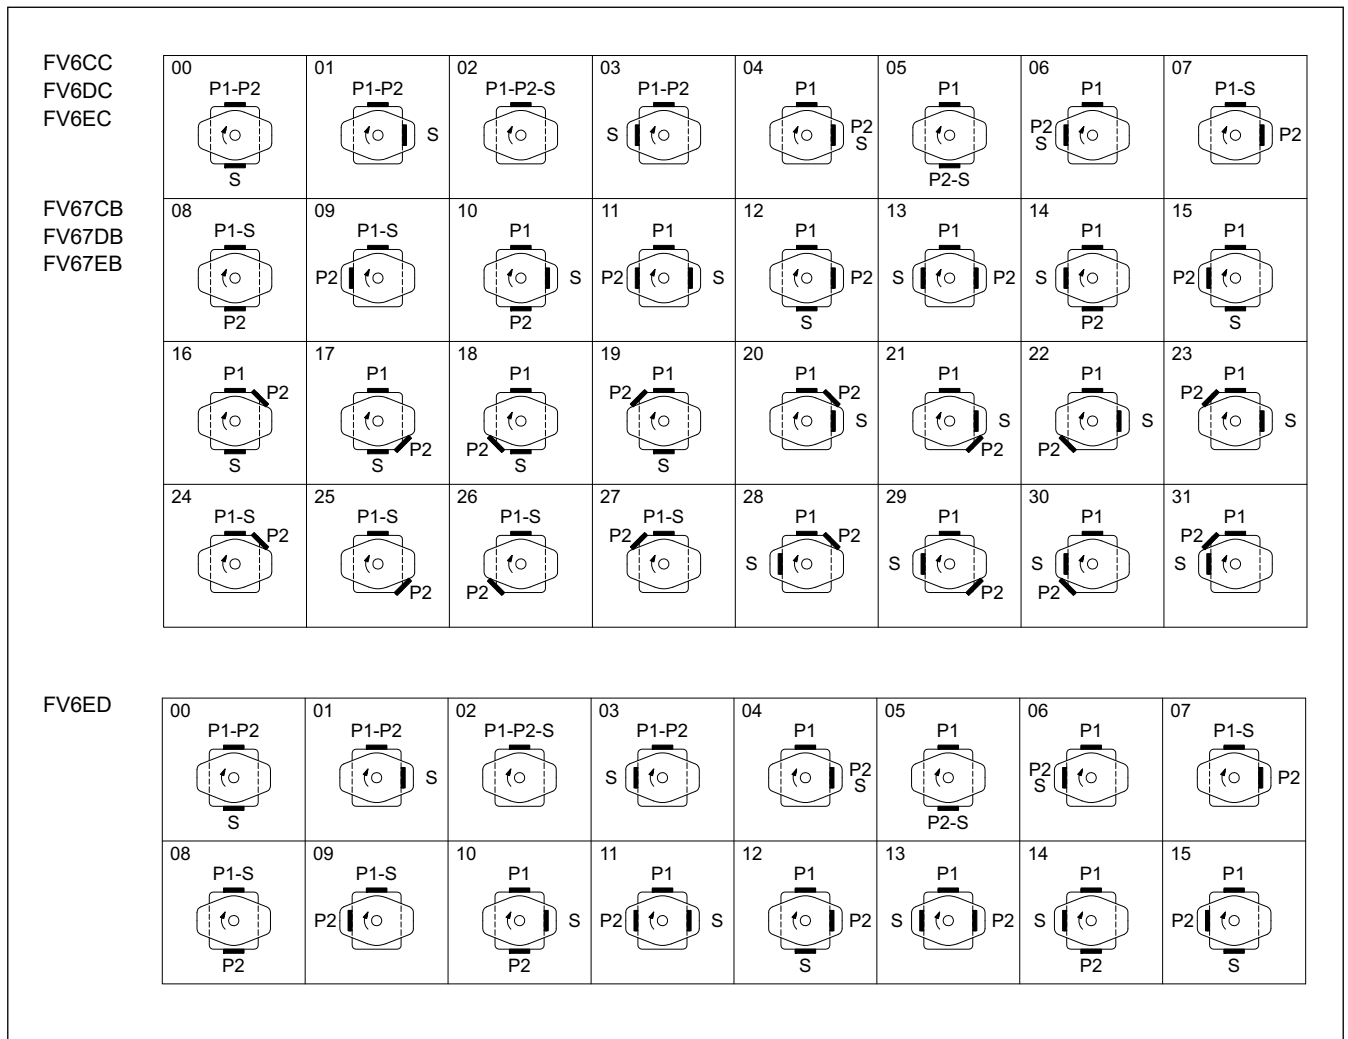 FV6CC
FV6DC
FV6EC
00 01 02 03 04 05 06 07
P1-P2 P1-P2 P1-P2-S P1-P2 P1 P1 P1 P1-S
S S P2 P2 P2
S S
S P2-S
FV67CB
FV67DB
FV67EB
08 09 10 11 12 13 14 15
P1-S P1-S P1 P1 P1 P1 P1 P1
P2 S P2 S P2 S P2 S P2
P2 P2 S P2 S
16 17 18 19 20 21 22 23
P1 P1 P1 P1 P1 P1 P1 P1
P2 P2 P2 P2
S S S S
P2 P2 P2 P2
S S S S
24 25 26 27 28 29 30 31
P1-S P1-S P1-S P1-S P1 P1 P1 P1
P2 P2 P2 P2
S S S S
P2 P2 P2 P2
FV6ED
00 01 02 03 04 05 06 07
P1-P2 P1-P2 P1-P2-S P1-P2 P1 P1 P1 P1-S
S S P2 P2 P2
S S
S P2-S
08 09 10 11 12 13 14 15
P1-S P1-S P1 P1 P1 P1 P1 P1
P2 S P2 S P2 S P2 S P2
P2 P2 S P2 S